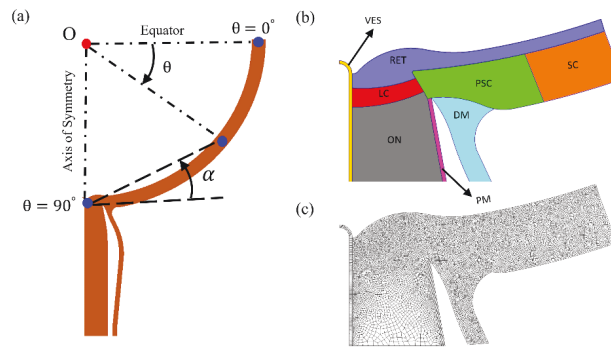 (a)
O
Equator
θ=0°
θ
Axis of Symmetry
α
θ=90°
(b)
VES
RET
SC
PSC
LC
DM
ON
PM
(c)